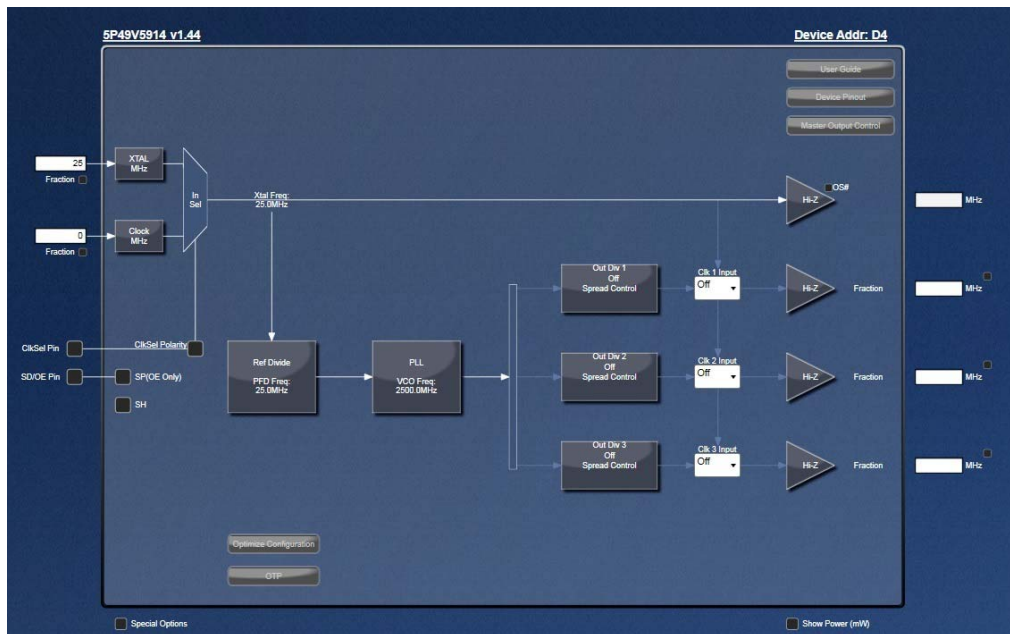 5P49V5914 v1.44
Device Addr: D4
User Guide
Device Pinout
Master Output Control
25
XTAL
MHz
Fraction
In
Sel
Xtal Freq:
25.0MHz
Hi-Z
OS#
MHz
0
Clock
MHz
Fraction
Out Div 1
Off
Spread Control
Clk 1 Input
Off
Hi-Z
Fraction
MHz
ClkSel Pin
ClkSel Polarity
SD/OE Pin
SP(OE Only)
SH
Ref Divide
PFD Freq:
25.0MHz
PLL
VCO Freq:
2500.0MHz
Out Div 2
Off
Spread Control
Clk 2 Input
Off
Hi-Z
Fraction
MHz
Out Div 3
Off
Spread Control
Clk 3 Input
Off
Hi-Z
Fraction
MHz
Optimize Configuration
OTP
Special Options
Show Power (mW)